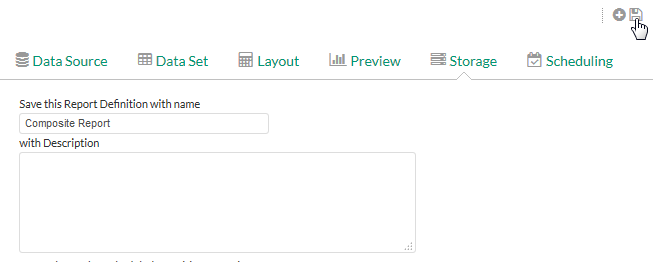 Data Source Data Set Layout Preview Storage Scheduling
Save this Report Definition with name
Composite Report
with Description